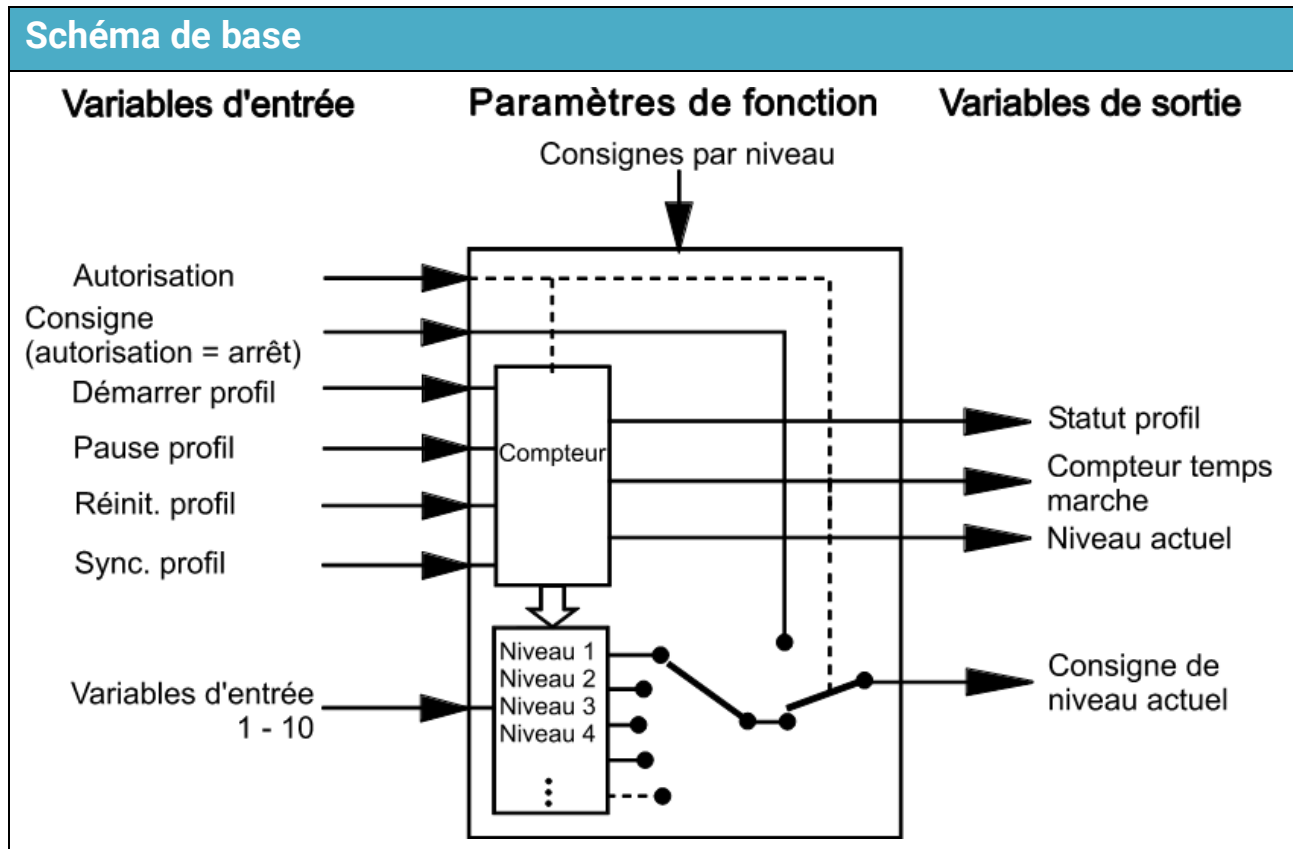 Schéma de base
Variables d'entrée
Paramètres de fonction
Variables de sortie
Consignes par niveau
Autorisation
Consigne
(autorisation = arrêt)
Démarrer profil
Pause profil
Réinit. profil
Sync. profil
Variables d'entrée
1 - 10
Compteur
Niveau 1
Niveau 2
Niveau 3
Niveau 4
Statut profil
Compteur temps
marche
Niveau actuel
Consigne de
niveau actuel